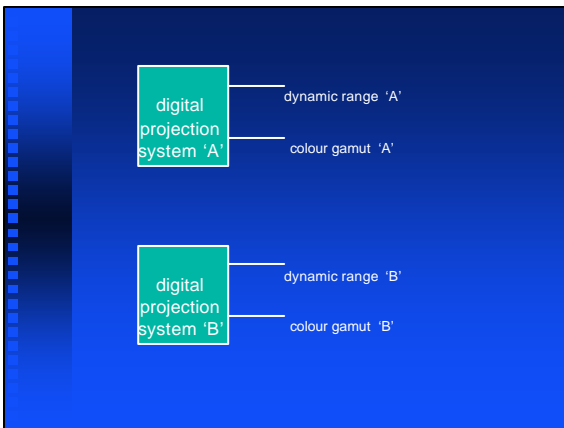 digital
projection
system ‘A’
dynamic range ‘A’
colour gamut ‘A’
digital
projection
system ‘B’
dynamic range ‘B’
colour gamut ‘B’